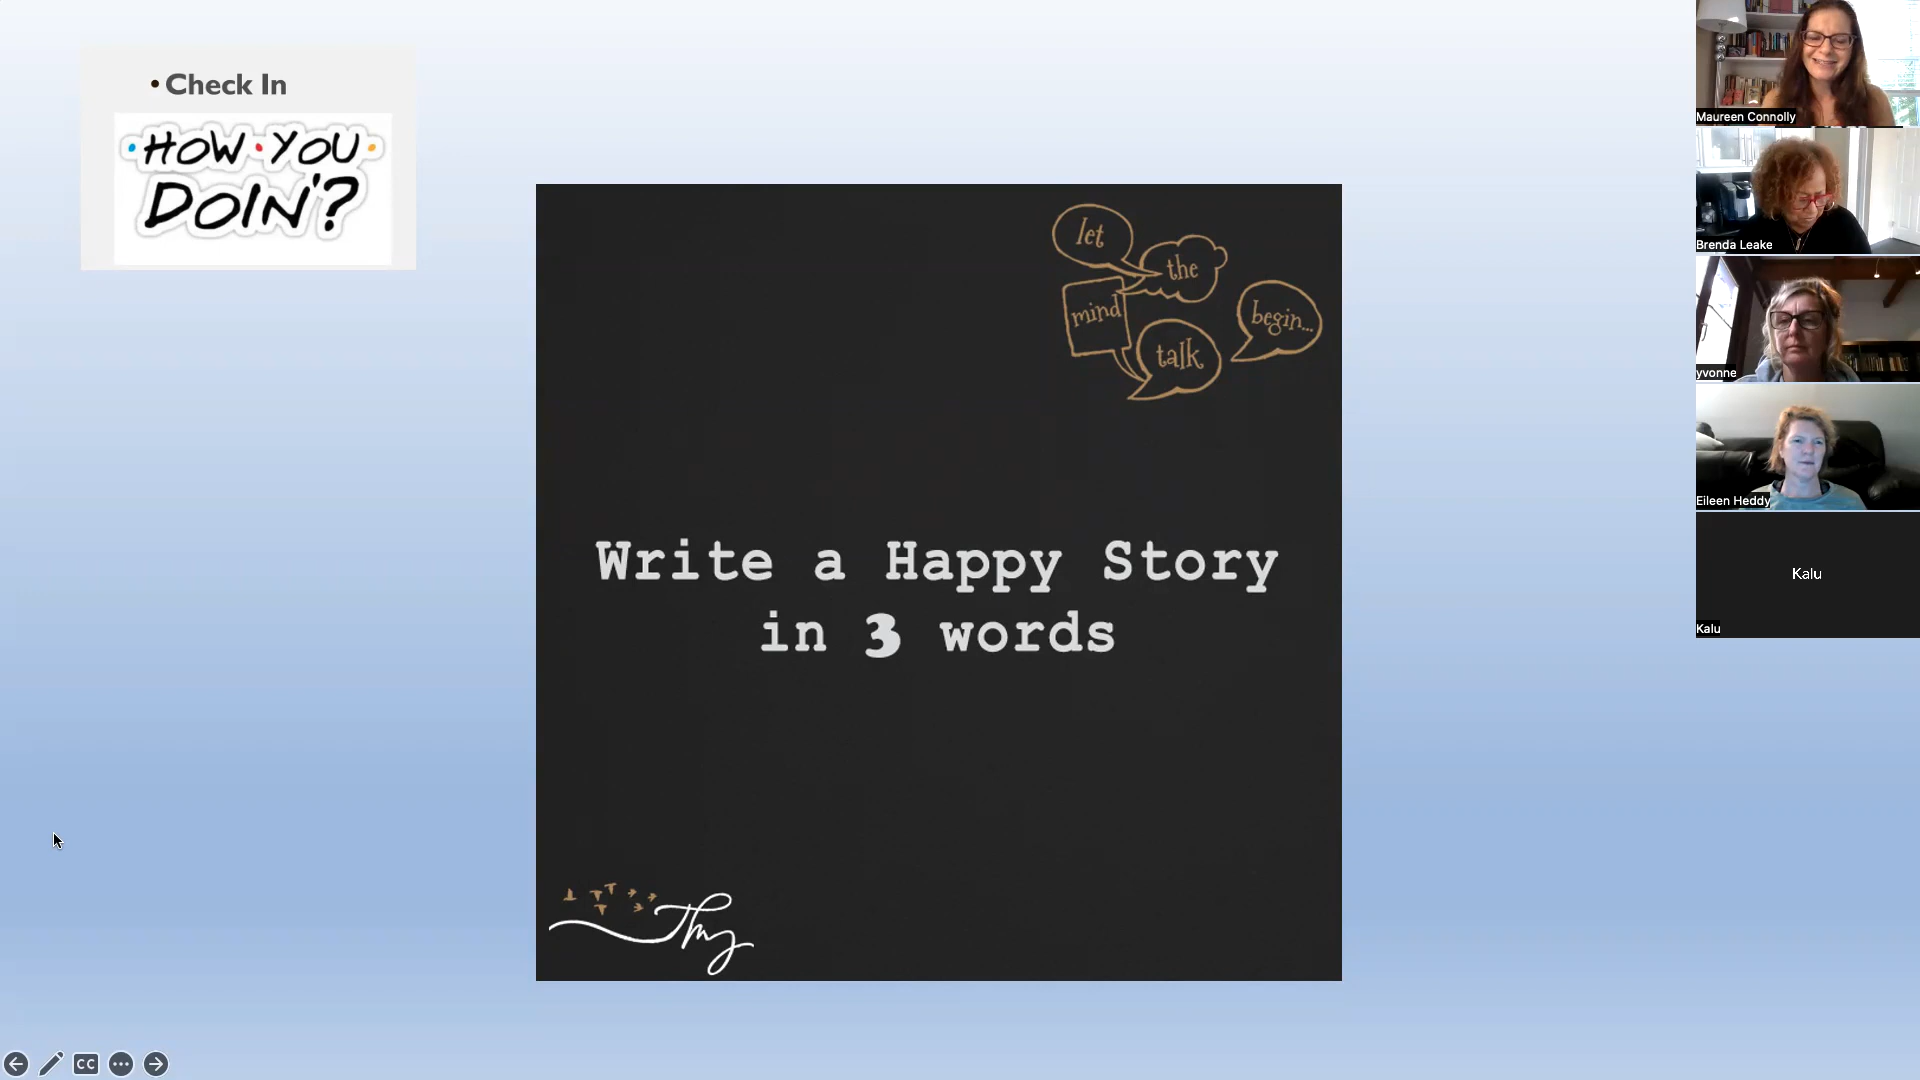 • Check In
HOW•YOU
DOIN'?
let
the
mind
talk
begin...
Write a Happy Story
in 3 words
Maureen Connolly
Brenda Leake
yvonne
Eileen Heddy
Kalu
Kalu
CC